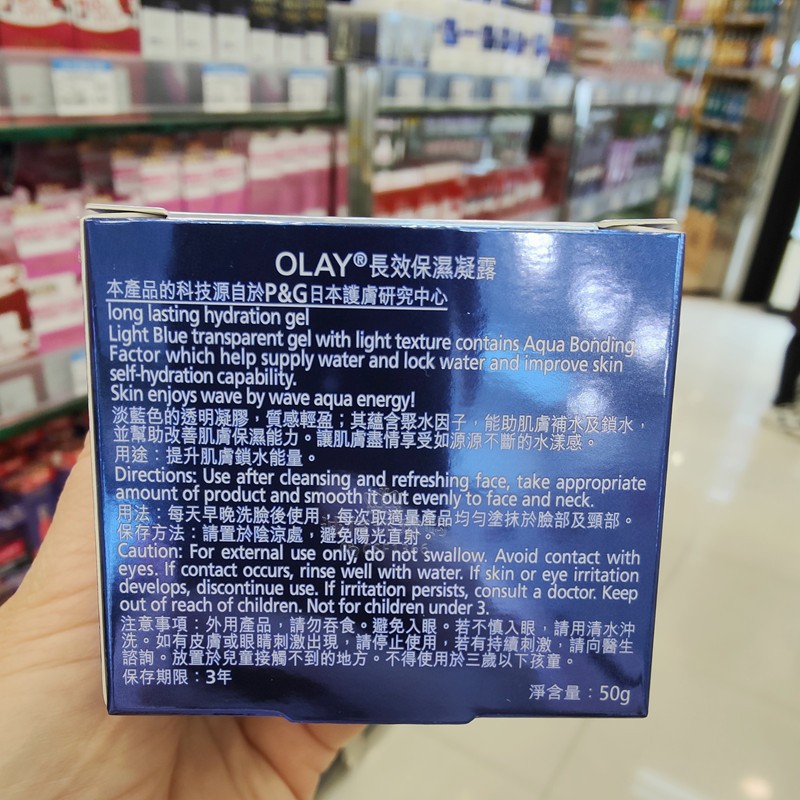 OLAY®長效保濕凝露
本產品的科技源自於P&G日本護膚研究中心
long lasting hydration gel
Light Blue transparent gel with light texture contains Aqua Bonding
Factor which help supply water and lock water and improve skin
self-hydration capability.
Skin enjoys wave by wave aqua energy!
淡藍色的透明凝膠，質感輕盈；其蘊含聚水因子，能助肌膚補水及鎖水，
並幫助改善肌膚保濕能力。讓肌膚盡情享受如源源不斷的水漾感。
用途：提升肌膚鎖水能量。
Directions: Use after cleansing and refreshing face, take appropriate
amount of product and smooth it out evenly to face and neck.
用法：每天早晚洗臉後使用，每次取適量產品均勻塗抹於臉部及頸部。
保存方法：請置於陰涼處，避免陽光直射。
Caution: For external use only, do not swallow. Avoid contact with
eyes. If contact occurs, rinse well with water. If skin or eye irritation
develops, discontinue use. If irritation persists, consult a doctor. Keep
out of reach of children. Not for children under 3.
注意事項：外用產品，請勿吞食。避免入眼。若不慎入眼，請用清水沖
洗。如有皮膚或眼睛刺激出現，請停止使用，若有持續刺激，請向醫生
諮詢。放置於兒童接觸不到的地方。不得使用於三歲以下孩童。
保存期限：3年
淨含量：50g